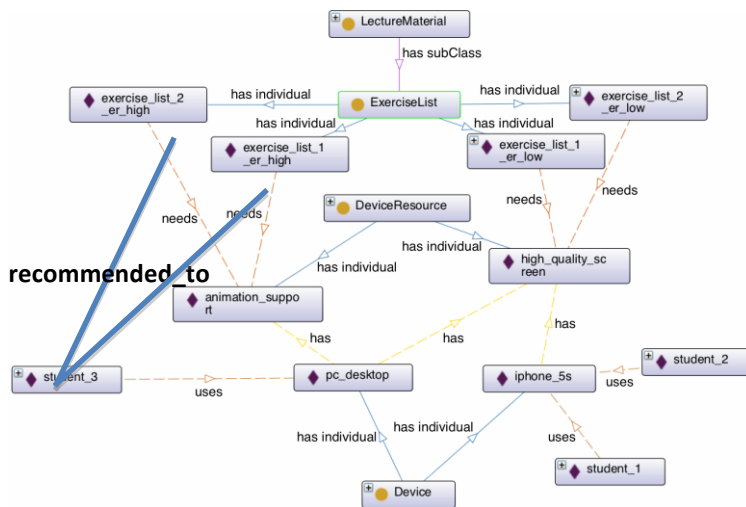 LectureMaterial
has subClass
exercise_list_2
_er_high
has individual
ExerciseList
has individual
exercise_list_2
_er_low
has individual
has individual
exercise_list_1
_er_high
exercise_list_1
_er_low
needs
needs
needs
needs
DeviceResource
has individual
has individual
recommended_to
high_quality_sc
reen
animation_suppo
rt
has
has
has
student_3
uses
pc_desktop
iphone_5s
uses
student_2
has individual
has individual
uses
student_1
Device